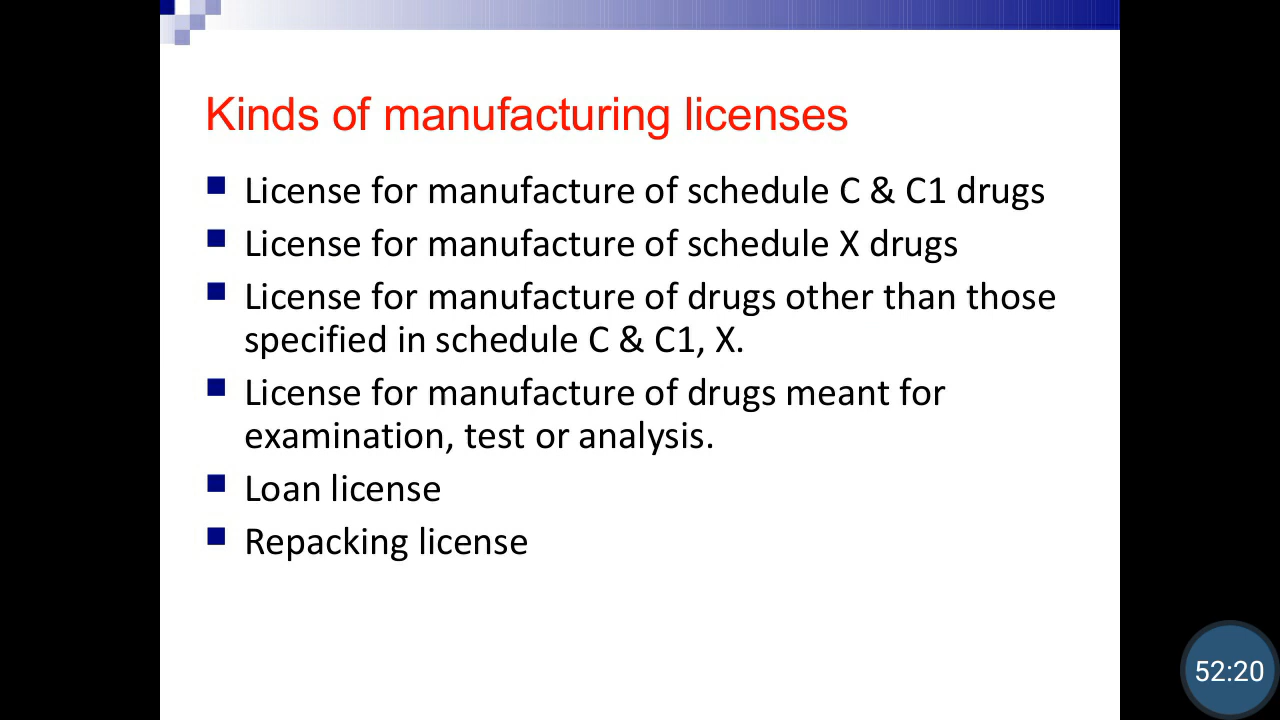 Kinds of manufacturing licenses
License for manufacture of schedule C & C1 drugs
License for manufacture of schedule X drugs
License for manufacture of drugs other than those
specified in schedule C & C1, X.
License for manufacture of drugs meant for
examination, test or analysis.
Loan license
Repacking license
52:20